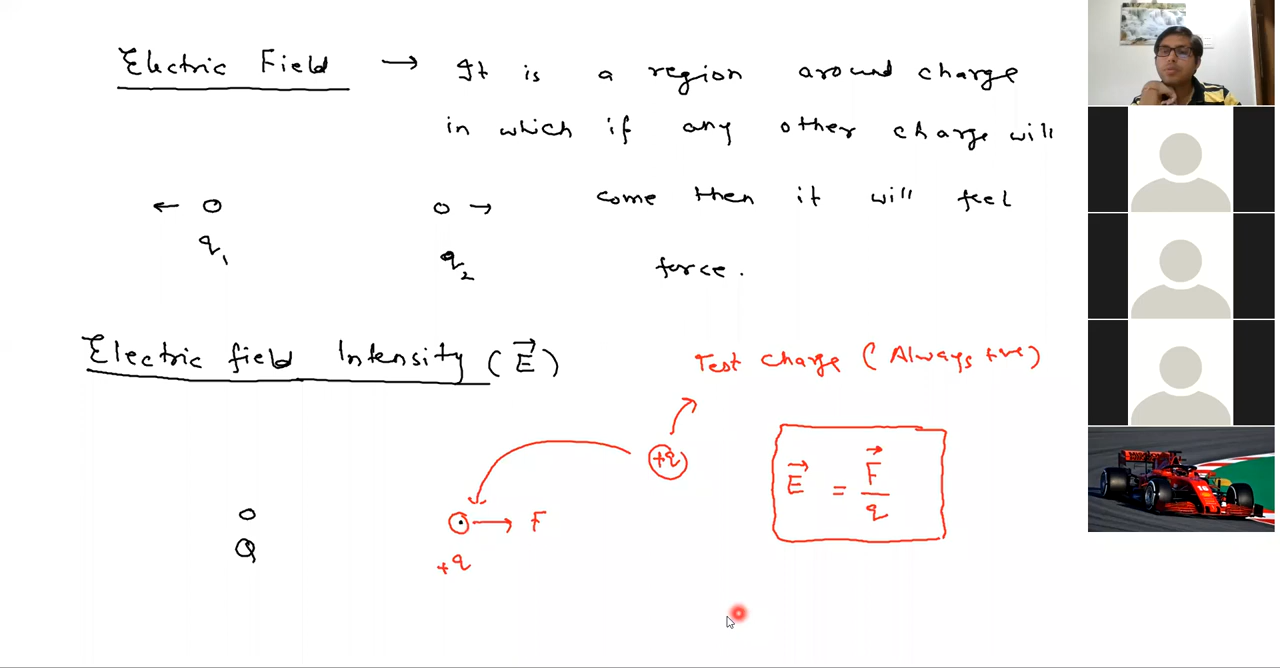 Electric Field → It is a region around charge
in which if any other charge will
come then it will feel
force.
← →
q₁ q₂
Electric field Intensity (E⃗)
Test charge (Always +ve)
+q
E⃗ = F⃗/q
→ F
+q
Q